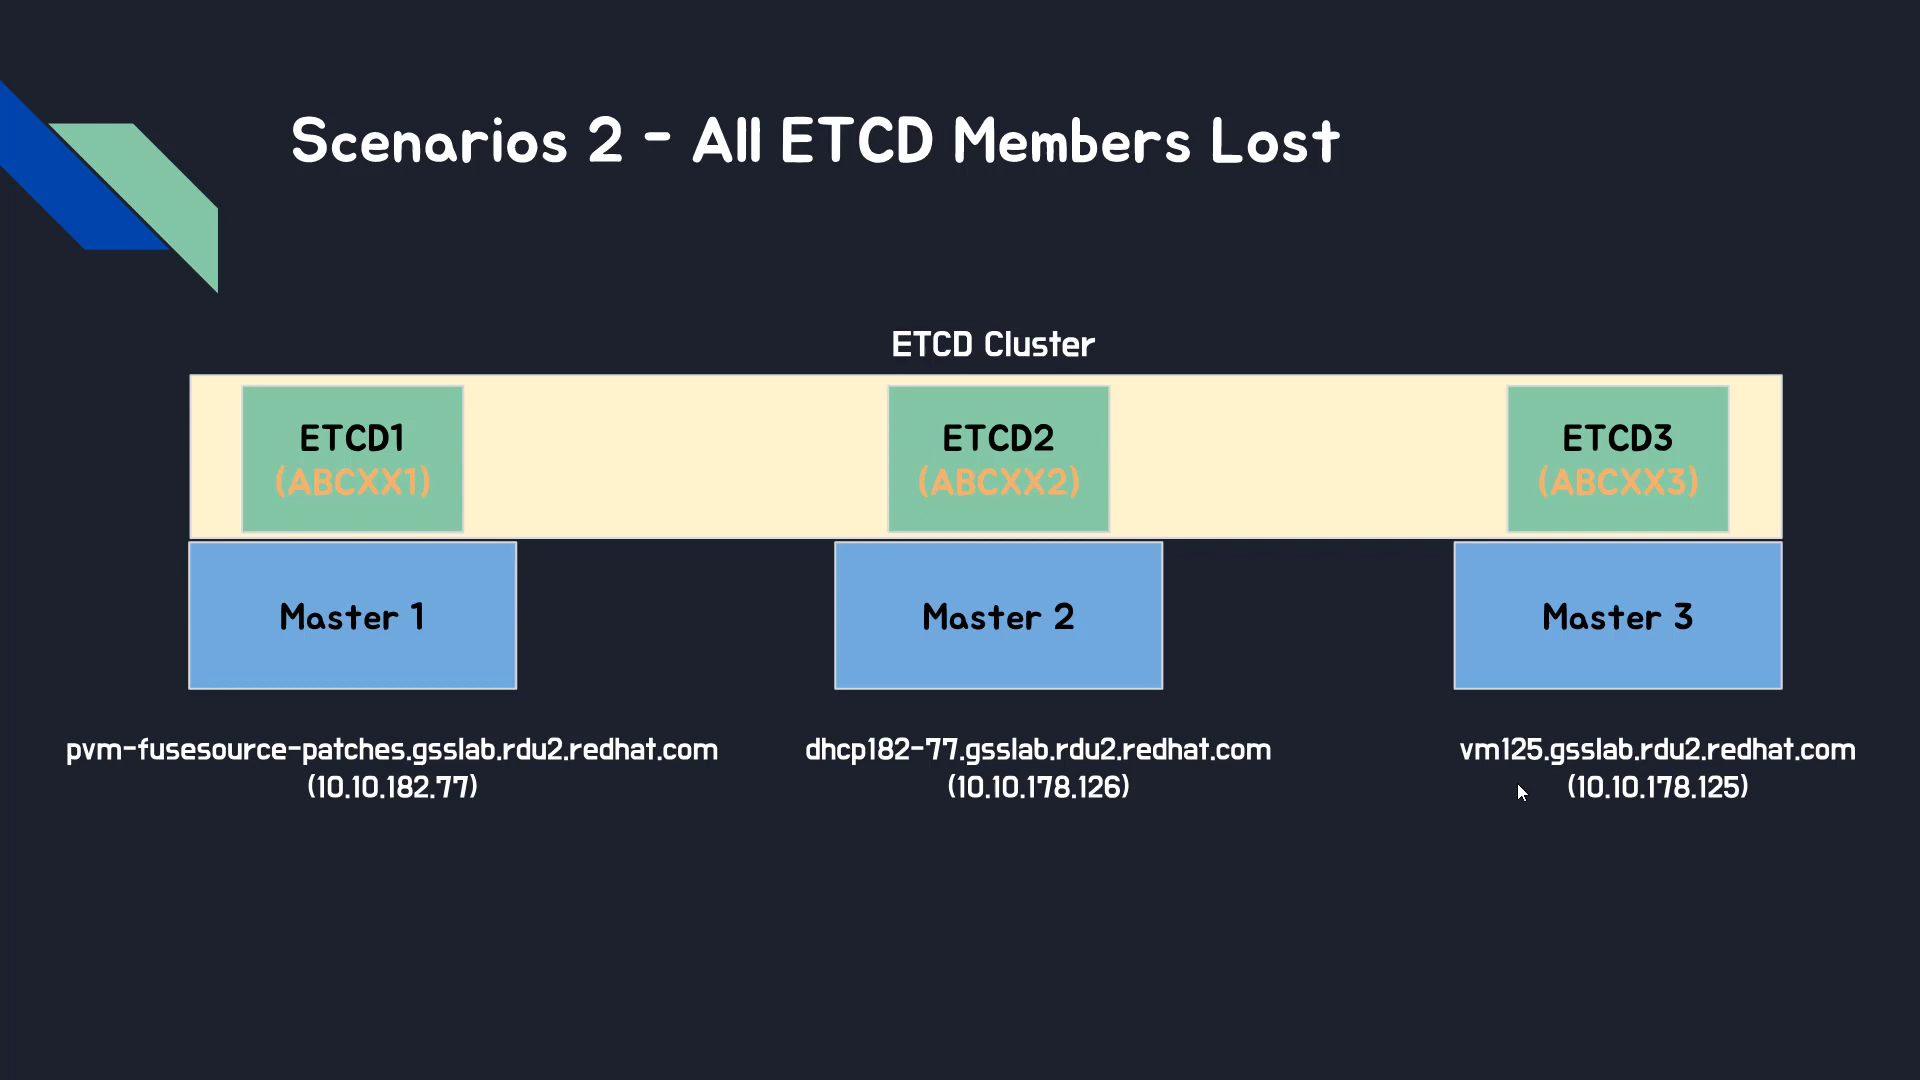 Scenarios 2 - All ETCD Members Lost
ETCD Cluster
ETCD1
(ABCXX1)
ETCD2
(ABCXX2)
ETCD3
(ABCXX3)
Master 1
Master 2
Master 3
pvm-fusesource-patches.gsslab.rdu2.redhat.com
(10.10.182.77)
dhcp182-77.gsslab.rdu2.redhat.com
(10.10.178.126)
vm125.gsslab.rdu2.redhat.com
(10.10.178.125)